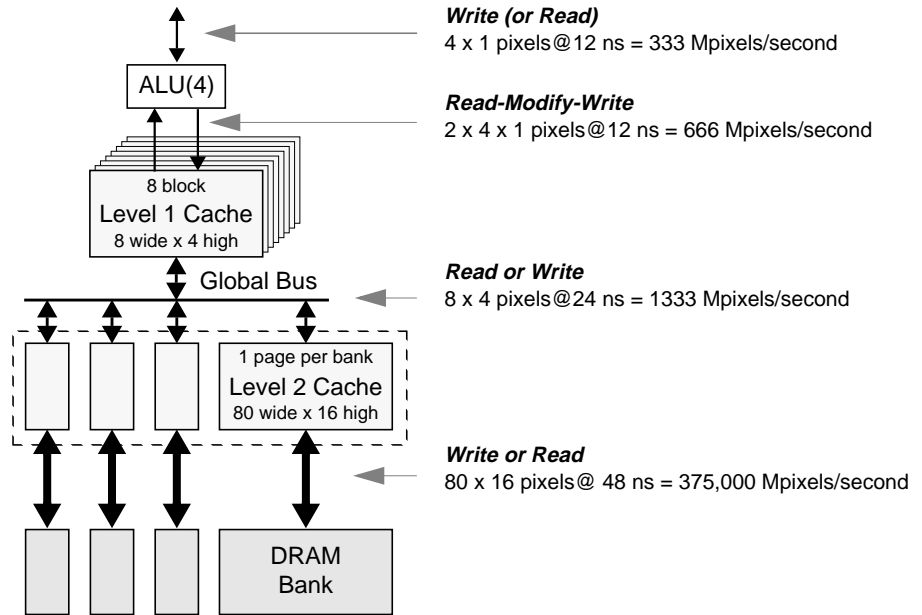 Write (or Read)
4 x 1 pixels@12 ns = 333 Mpixels/second
ALU(4)
Read-Modify-Write
2 x 4 x 1 pixels@12 ns = 666 Mpixels/second
8 block
Level 1 Cache
8 wide x 4 high
Global Bus
Read or Write
8 x 4 pixels@24 ns = 1333 Mpixels/second
1 page per bank
Level 2 Cache
80 wide x 16 high
Write or Read
80 x 16 pixels@ 48 ns = 375,000 Mpixels/second
DRAM
Bank